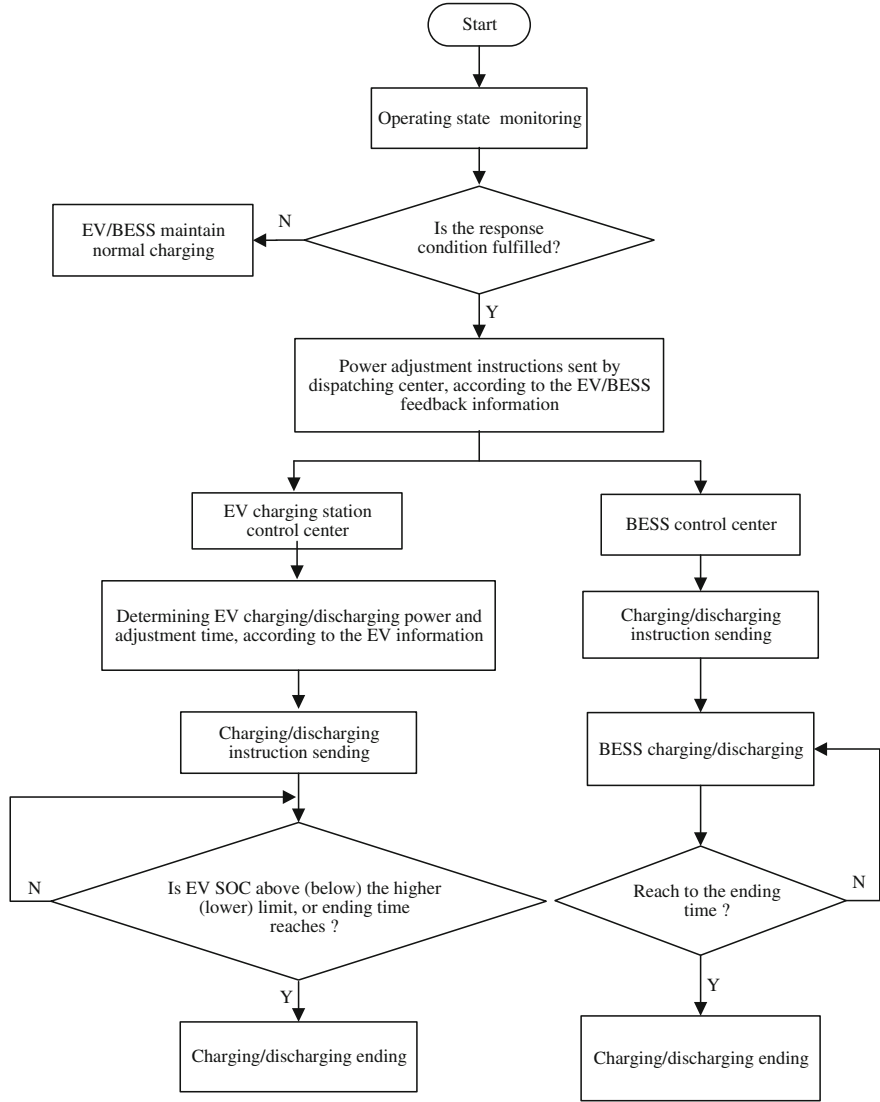 Start
Operating state monitoring
Is the response
condition fulfilled?
N
EV/BESS maintain
normal charging
Y
Power adjustment instructions sent by
dispatching center, according to the EV/BESS
feedback information
EV charging station
control center
Determining EV charging/discharging power and
adjustment time, according to the EV information
Charging/discharging
instruction sending
Is EV SOC above (below) the higher
(lower) limit, or ending time
reaches ?
N
Y
Charging/discharging ending
BESS control center
Charging/discharging
instruction sending
BESS charging/discharging
Reach to the ending
time ?
N
Y
Charging/discharging ending